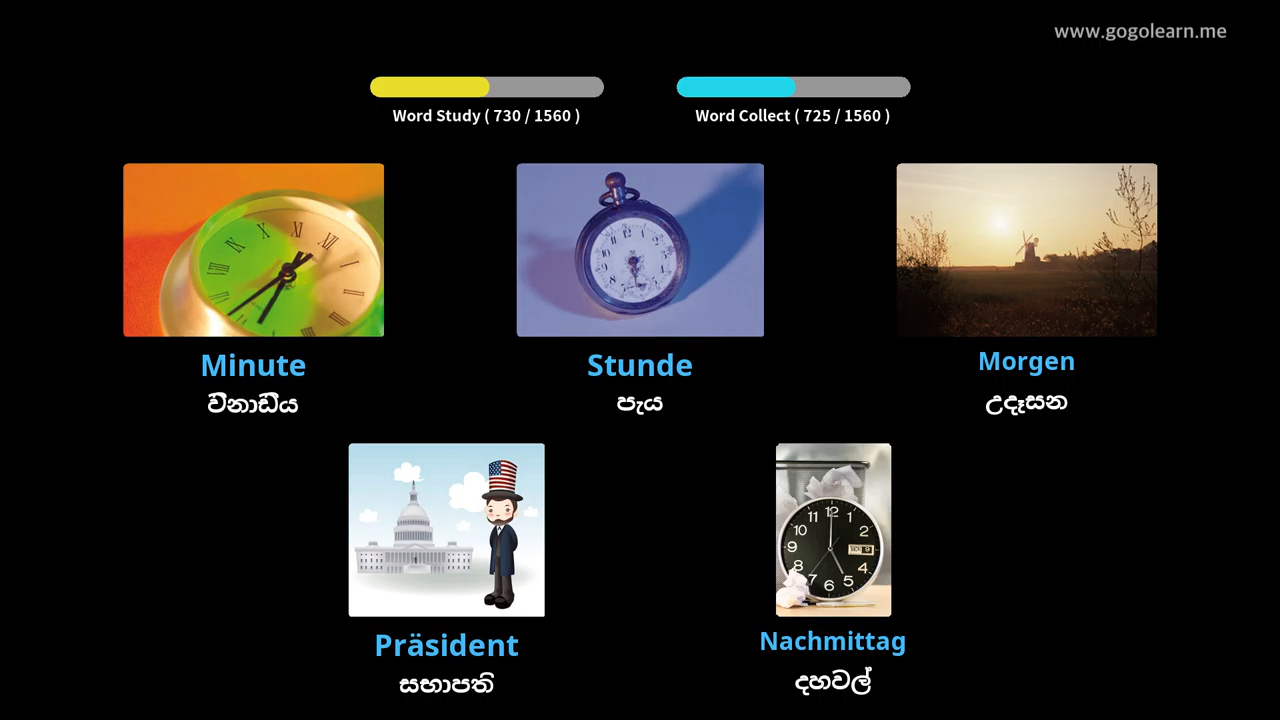 www.gogolearn.me
Word Study ( 730 / 1560 )
Word Collect ( 725 / 1560 )
Minute
විනාඩිය
Stunde
පැය
Morgen
උදෑසන
Präsident
සභාපති
Nachmittag
දහවල්